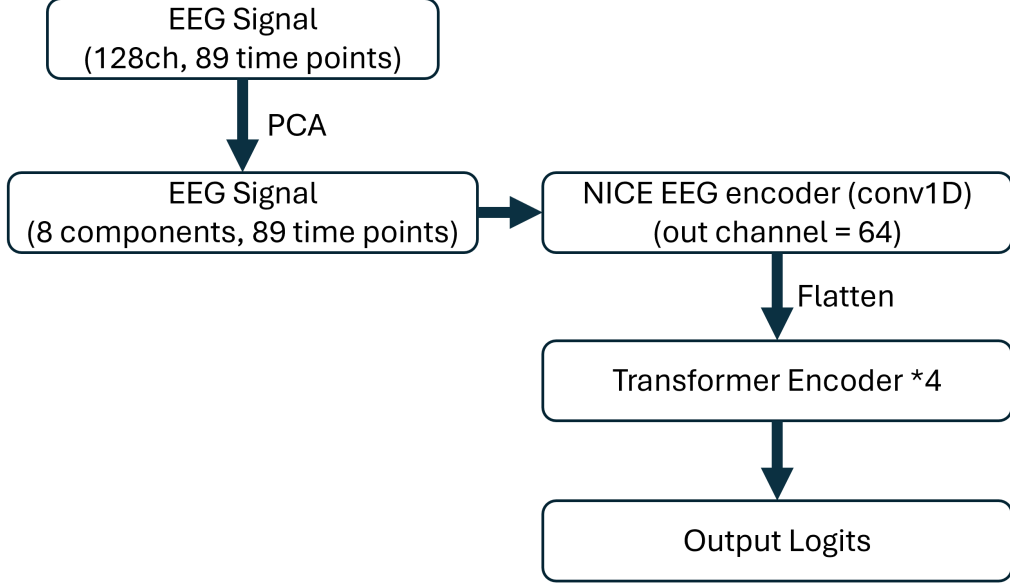 EEG Signal
(128ch, 89 time points)
PCA
EEG Signal
(8 components, 89 time points)
NICE EEG encoder (conv1D)
(out channel = 64)
Flatten
Transformer Encoder *4
Output Logits